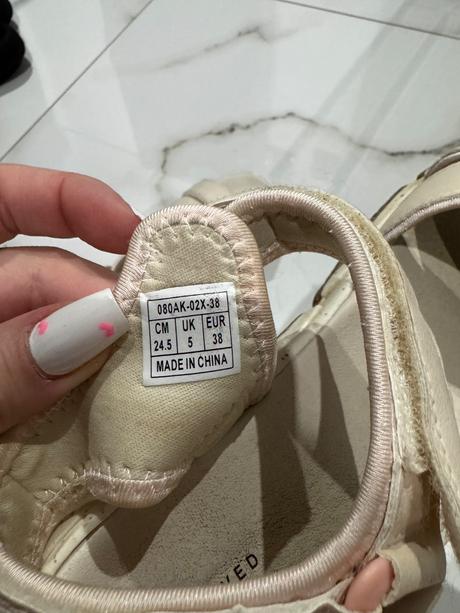 080AK-02X-38
CM UK EUR
24.5 5 38
MADE IN CHINA